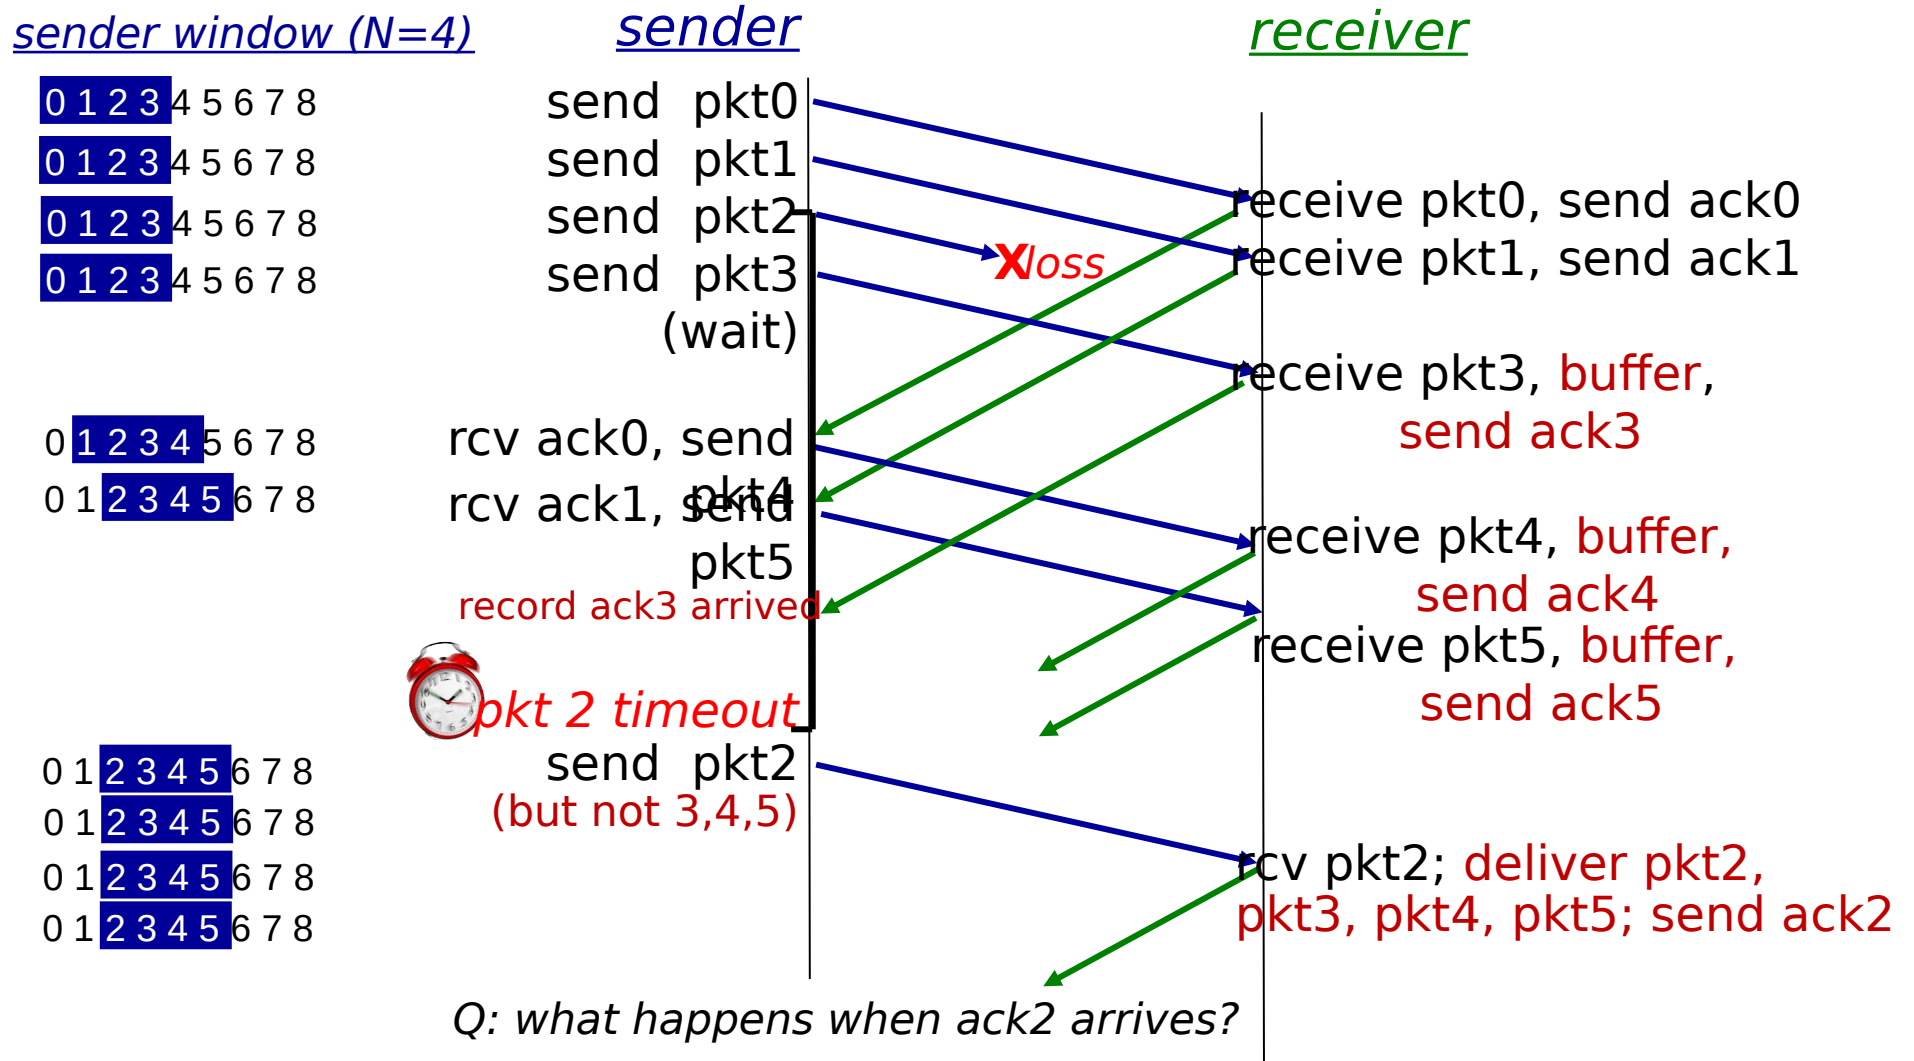 sender window (N=4)
sender
receiver
0 1 2 3 4 5 6 7 8
send pkt0
0 1 2 3 4 5 6 7 8
send pkt1
receive pkt0, send ack0
0 1 2 3 4 5 6 7 8
send pkt2
X loss
receive pkt1, send ack1
0 1 2 3 4 5 6 7 8
send pkt3
(wait)
receive pkt3, buffer,
send ack3
0 1 2 3 4 5 6 7 8
rcv ack0, send
pkt4
0 1 2 3 4 5 6 7 8
rcv ack1, send
pkt5
receive pkt4, buffer,
send ack4
record ack3 arrived
receive pkt5, buffer,
send ack5
pkt 2 timeout
0 1 2 3 4 5 6 7 8
send pkt2
(but not 3,4,5)
0 1 2 3 4 5 6 7 8
0 1 2 3 4 5 6 7 8
rcv pkt2; deliver pkt2,
pkt3, pkt4, pkt5; send ack2
0 1 2 3 4 5 6 7 8
Q: what happens when ack2 arrives?